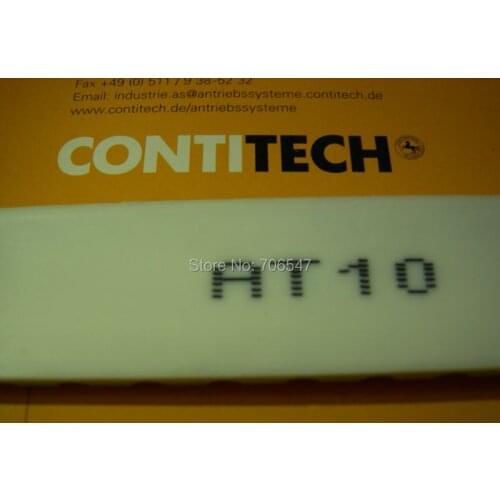 Fax +49 (0) 511 / 9 38-52 32
Email: industrie.as@antriebssysteme.contitech.de
www.contitech.de/antriebssysteme
CONTITECH
Store No: 706547
AT10